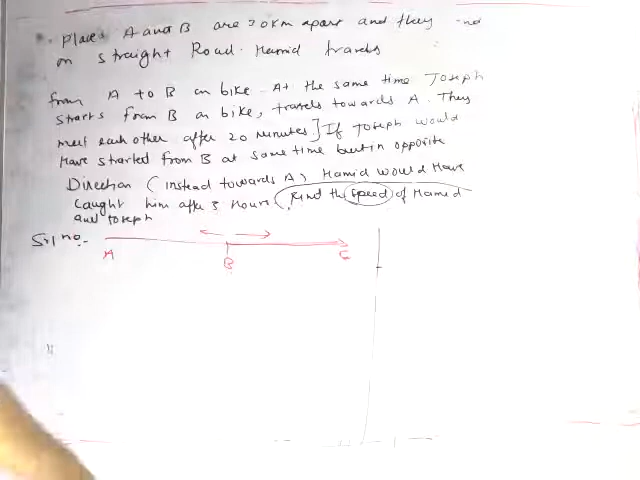 Places A and B are 30km apart and they
on straight Road. Hamid travels
from A to B on bike. At the same time Joseph
starts from B on bike, travels towards A. They
meet each other after 20 minutes] If Joseph would
have started from B at same time but in opposite
Direction (instead towards A) Hamid would Have
caught him after 3 Hours. Find the speed of Hamid
and Joseph
Sol no-
A
B
C